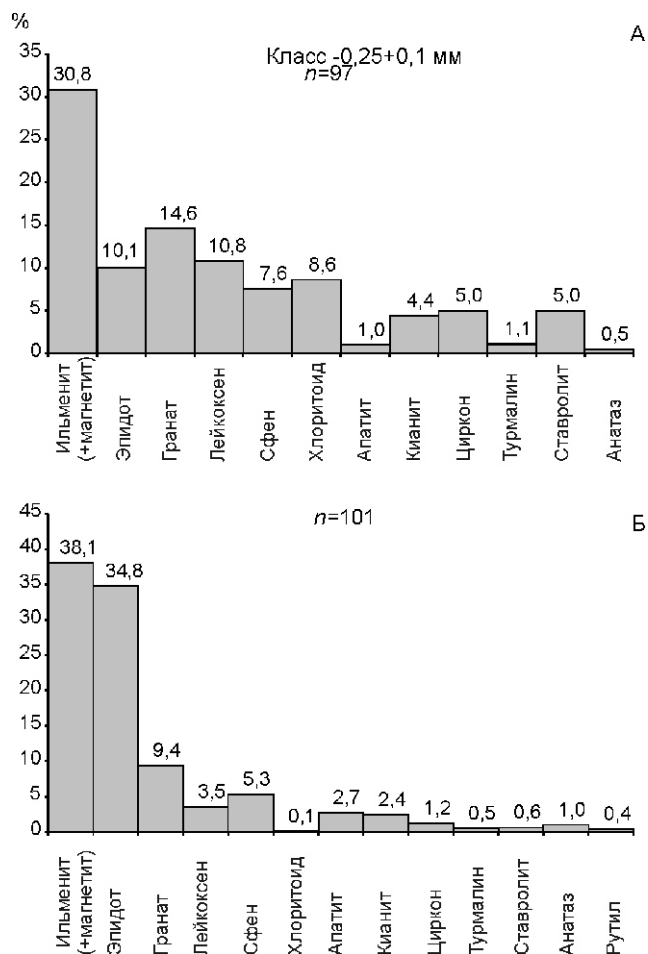 %
А
Класс -0,25+0,1 мм
n=97
35
30
25
20
15
10
5
0
30,8
10,1
14,6
10,8
7,6
8,6
1,0
4,4
5,0
1,1
5,0
0,5
Ильменит
(+магнетит)
Эпидот
Гранат
Лейкоксен
Сфен
Хлоритоид
Апатит
Кианит
Циркон
Турмалин
Ставролит
Анатаз
Б
n=101
45
40
35
30
25
20
15
10
5
0
38,1
34,8
9,4
3,5
5,3
0,1
2,7
2,4
1,2
0,5
0,6
1,0
0,4
Ильменит
(+магнетит)
Эпидот
Гранат
Лейкоксен
Сфен
Хлоритоид
Апатит
Кианит
Циркон
Турмалин
Ставролит
Анатаз
Рутил